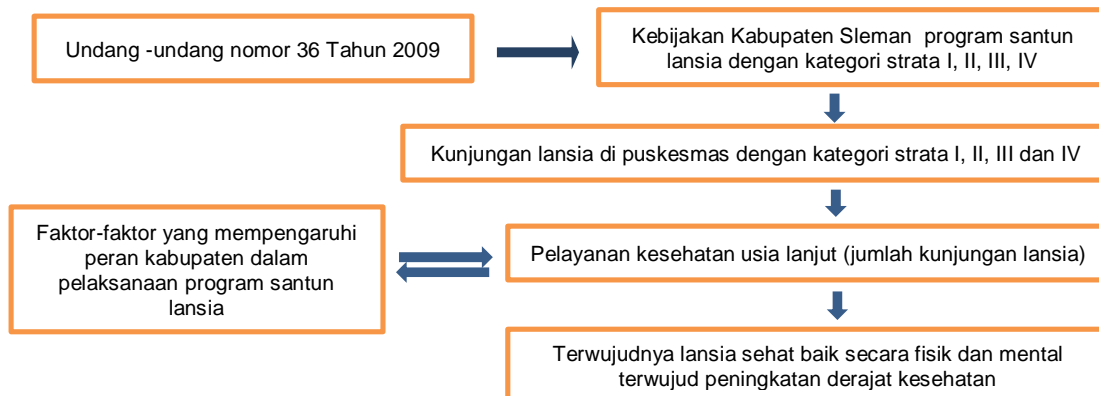 Undang -undang nomor 36 Tahun 2009
Kebijakan Kabupaten Sleman program santun
lansia dengan kategori strata I, II, III, IV
Kunjungan lansia di puskesmas dengan kategori strata I, II, III dan IV
Faktor-faktor yang mempengaruhi
peran kabupaten dalam
pelaksanaan program santun
lansia
Pelayanan kesehatan usia lanjut (jumlah kunjungan lansia)
Terwujudnya lansia sehat baik secara fisik dan mental
terwujud peningkatan derajat kesehatan